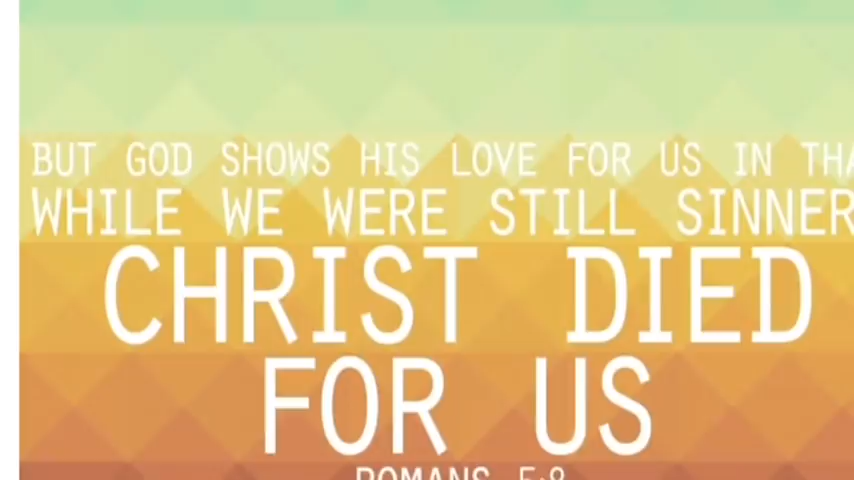 BUT GOD SHOWS HIS LOVE FOR US IN THA
WHILE WE WERE STILL SINNER
CHRIST DIED
FOR US
ROMANS 5:8